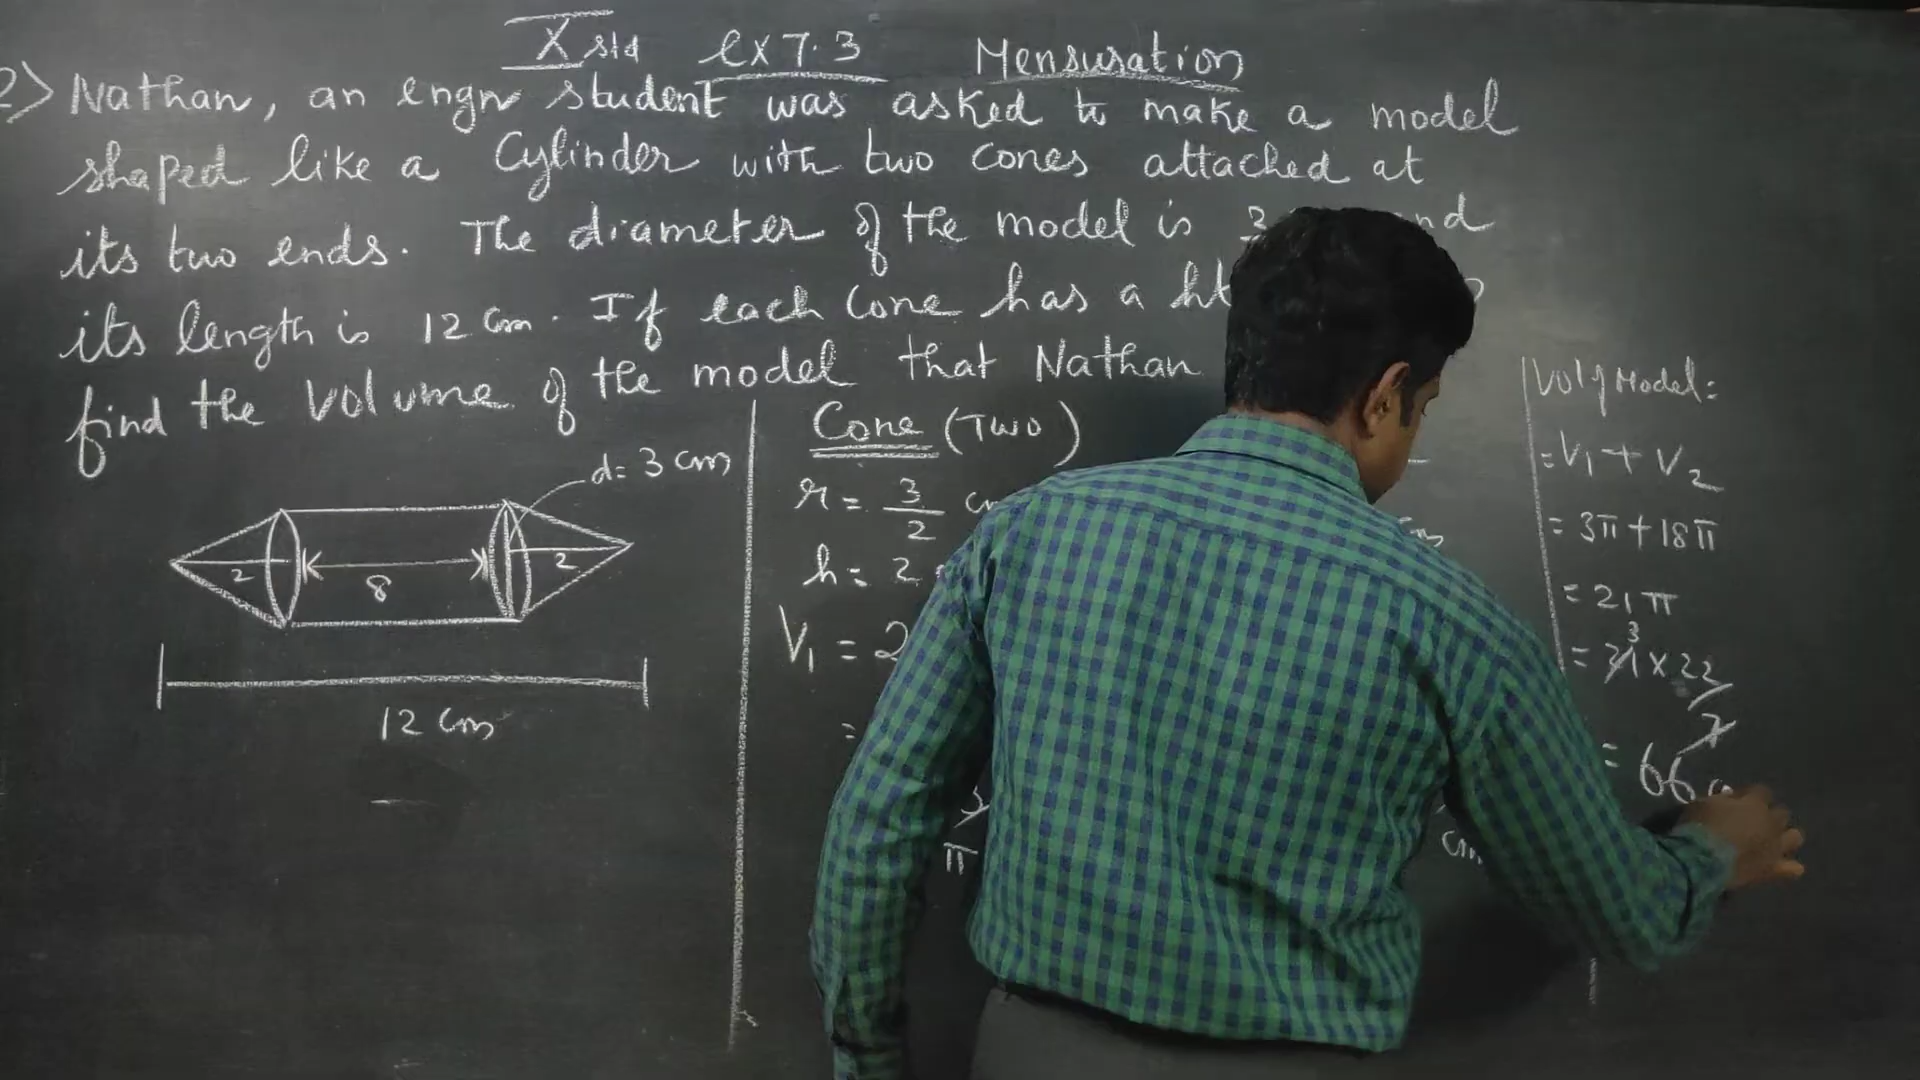 X std ex 7.3 Mensuration
2) Nathan, an engr student was asked to make a model
shaped like a Cylinder with two cones attached at
its two ends. The diameter of the model is 3
its length is 12 cm. If each Cone has a ht
find the Volume of the model that Nathan
d= 3 cm
2
8
2
12 cm
Cone (Two)
r = 3/2
h = 2
V₁ = 2
=
3
π
cm
Vol of Model =
= V₁ + V₂
= 3π + 18π
= 21π
3
= 21 x 22
7
= 66